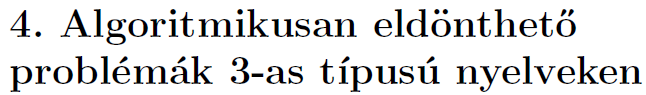 4. Algoritmikusan eldönthető
problémák 3-as típusú nyelveken